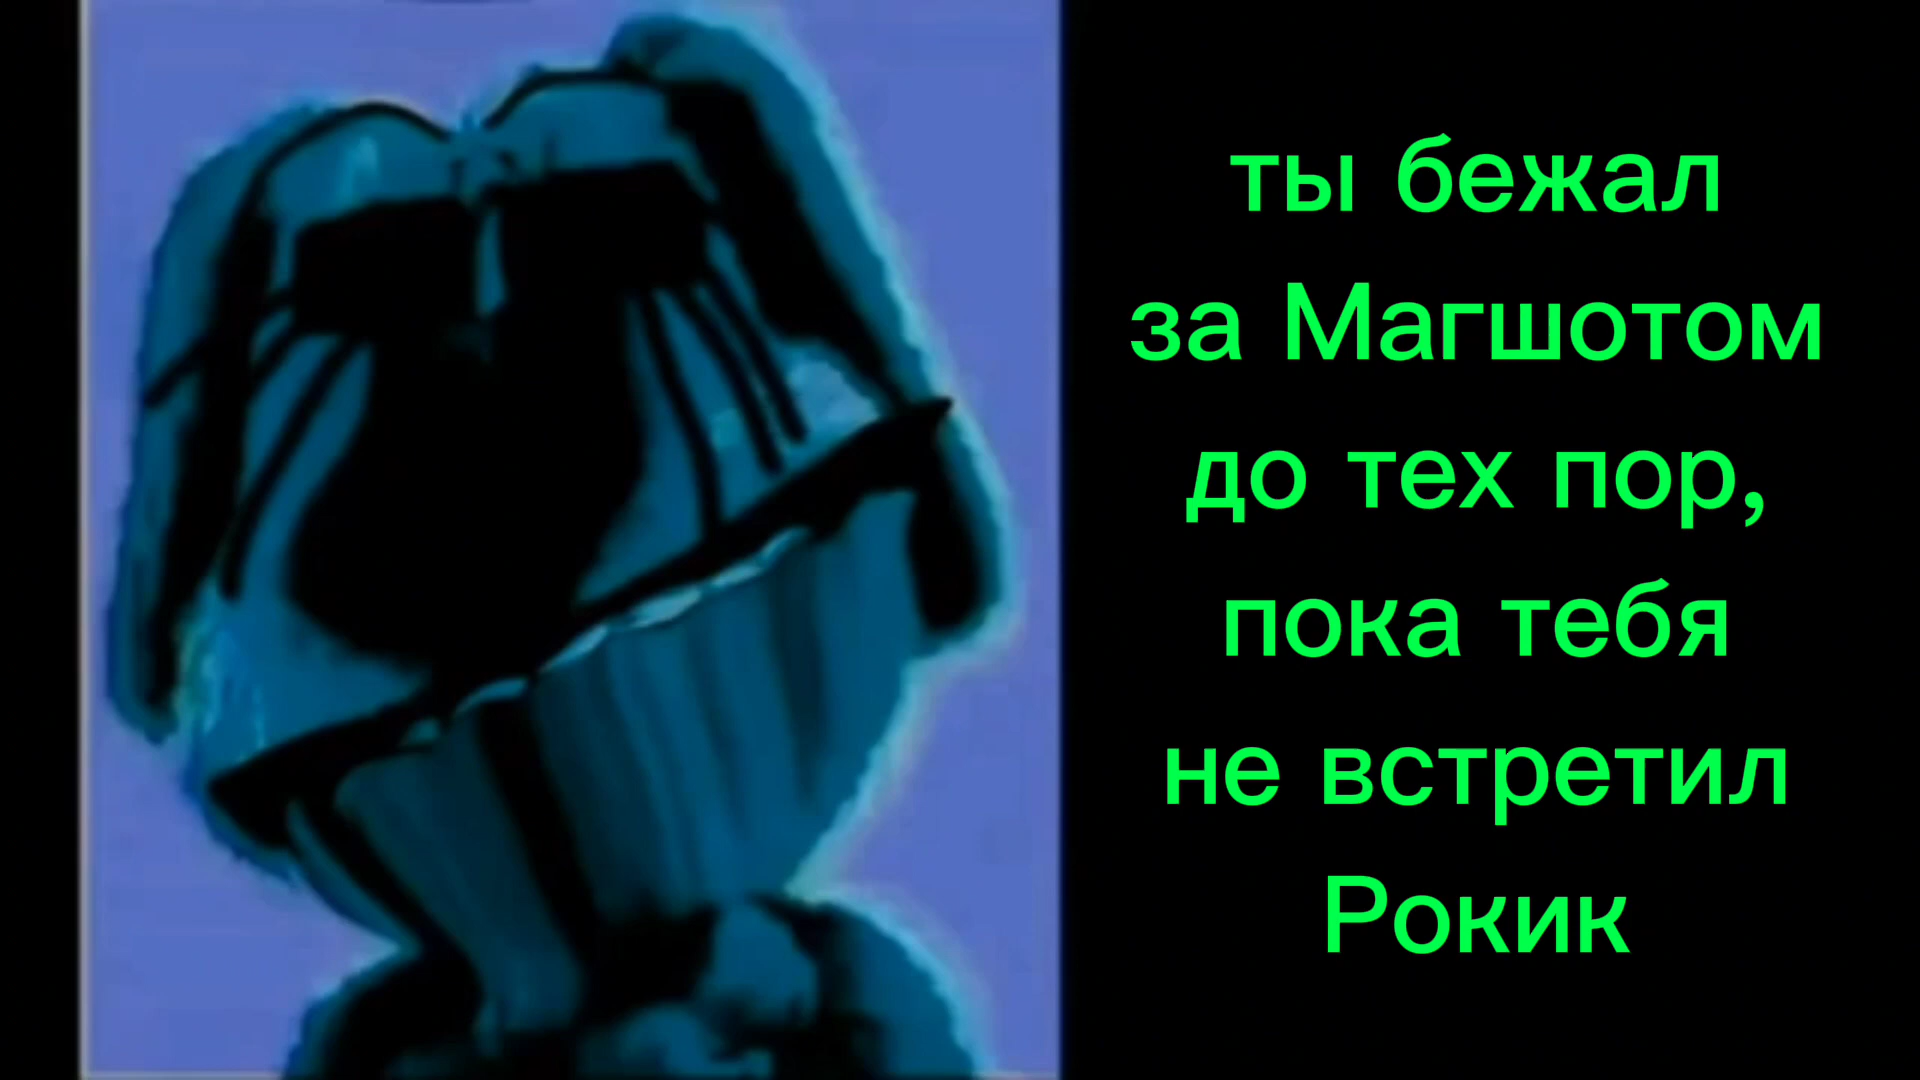 ты бежал
за Магшотом
до тех пор,
пока тебя
не встретил
Рокик